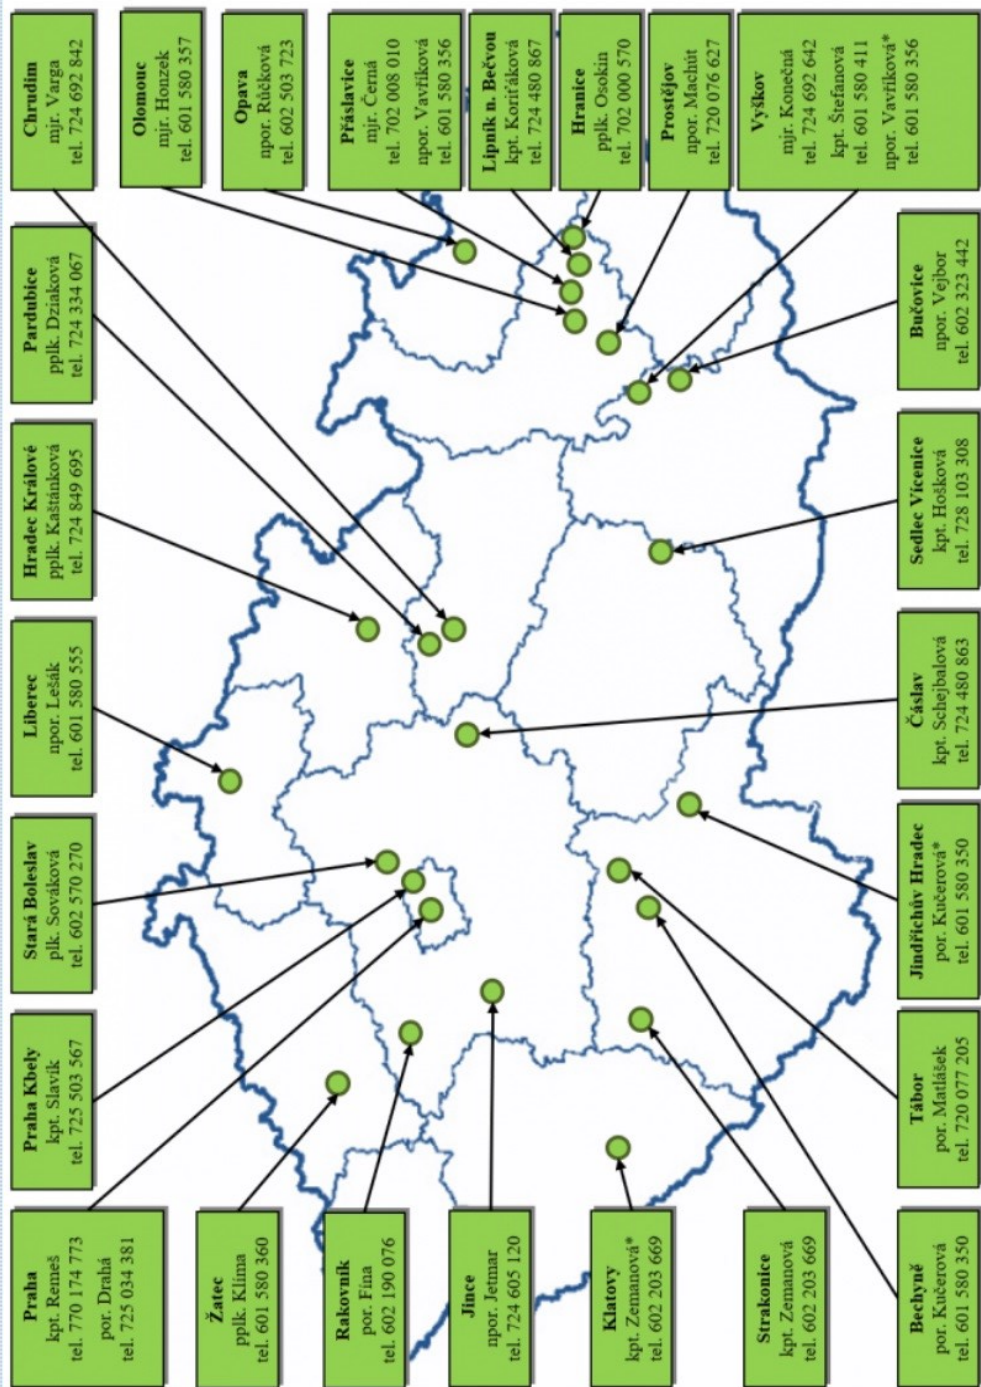 Praha
kpt. Remeš
tel. 770 174 773
por. Drahá
tel. 725 034 381
Praha Kbely
kpt. Slavík
tel. 725 503 567
Stará Boleslav
plk. Sováková
tel. 602 570 270
Liberec
npor. Lešák
tel. 601 580 555
Hradec Králové
pplk. Kaštánková
tel. 724 849 695
Pardubice
pplk. Dziaková
tel. 724 334 067
Chrudim
mjr. Varga
tel. 724 692 842
Žatec
pplk. Klíma
tel. 601 580 360
Rakovník
por. Fína
tel. 602 190 076
Jince
npor. Jetmar
tel. 724 605 120
Klatovy
kpt. Zemanová*
tel. 602 203 669
Strakonice
kpt. Zemanová
tel. 602 203 669
Olomouc
mjr. Honzek
tel. 601 580 357
Opava
npor. Růčková
tel. 602 503 723
Přáslavice
mjr. Černá
tel. 702 008 010
npor. Vavříková
tel. 601 580 356
Lipník n. Bečvou
kpt. Koriťáková
tel. 724 480 867
Hranice
pplk. Osokin
tel. 702 000 570
Prostějov
npor. Machút
tel. 720 076 627
Vyškov
mjr. Konečná
tel. 724 692 642
kpt. Štefanová
tel. 601 580 411
npor. Vavříková*
tel. 601 580 356
Bechyně
por. Kučerová
tel. 601 580 350
Tábor
por. Matlášek
tel. 720 077 205
Jindřichův Hradec
por. Kučerová*
tel. 601 580 350
Čáslav
kpt. Schejbalová
tel. 724 480 863
Sedlec Vícenice
kpt. Hošková
tel. 728 103 308
Bučovice
npor. Vejbor
tel. 602 323 442